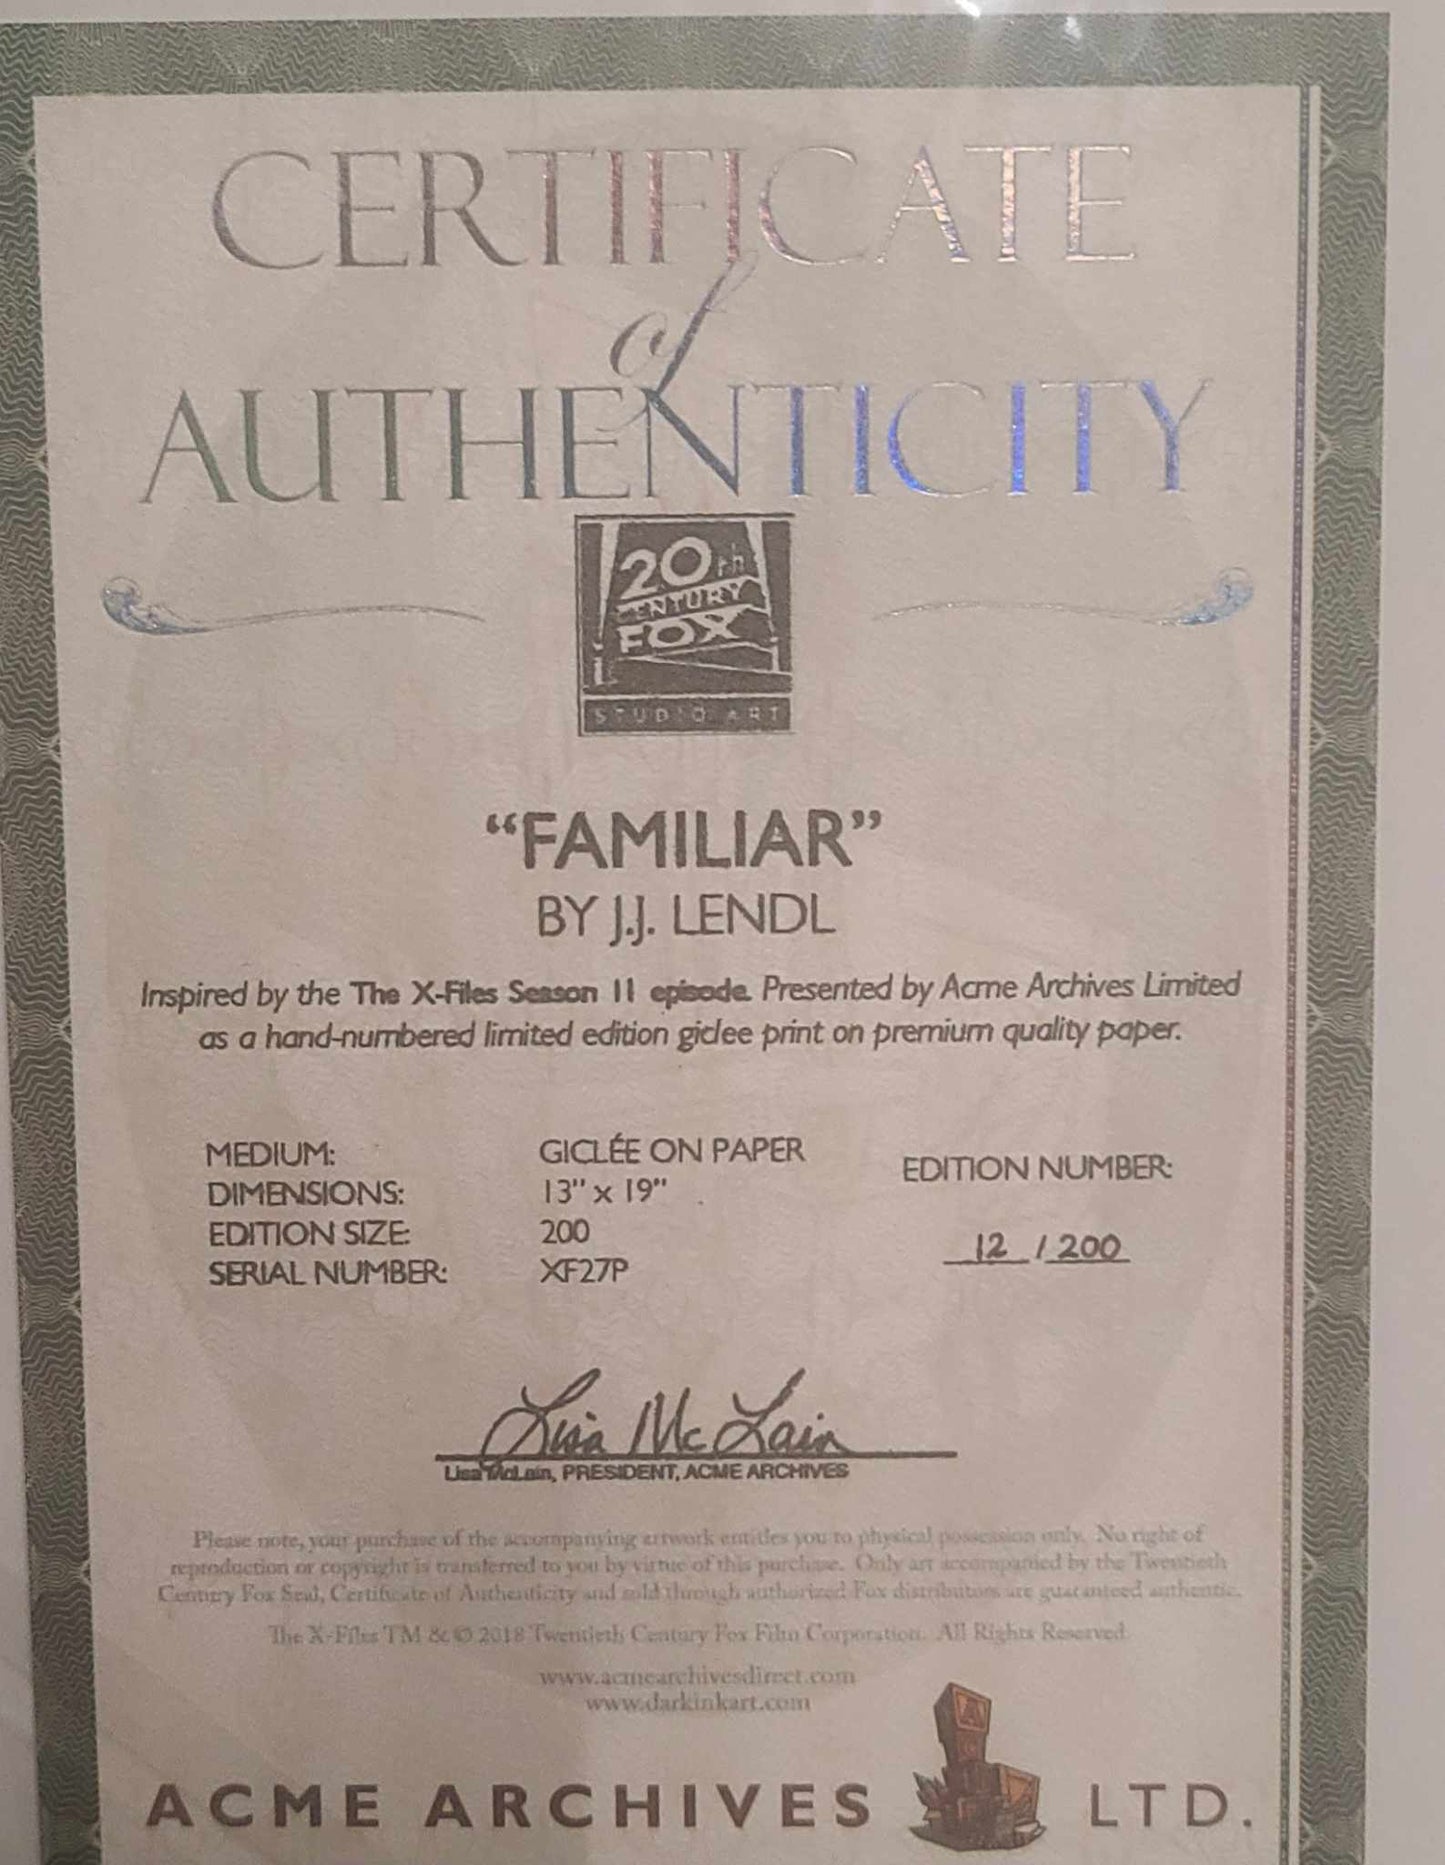 CERTIFICATE
of
AUTHENTICITY
20th
CENTURY
FOX
STUDIO ART
“FAMILIAR”
BY J.J. LENDL
Inspired by the The X-Files Season 11 episode. Presented by Acme Archives Limited
as a hand-numbered limited edition giclee print on premium quality paper.
MEDIUM: GICLÉE ON PAPER
DIMENSIONS: 13" x 19"
EDITION SIZE: 200
SERIAL NUMBER: XF27P
EDITION NUMBER:
12 / 200
Lisa McLain
Lisa McLain, PRESIDENT, ACME ARCHIVES
Please note, your purchase of the accompanying artwork entitles you to physical possession only. No right of
reproduction or copyright is transferred to you by virtue of this purchase. Only art accompanied by the Twentieth
Century Fox Seal, Certificate of Authenticity and sold through authorized Fox distributors are guaranteed authentic.
The X-Files TM & © 2018 Twentieth Century Fox Film Corporation. All Rights Reserved.
www.acmearchivesdirect.com
www.darkinkart.com
ACME ARCHIVES LTD.